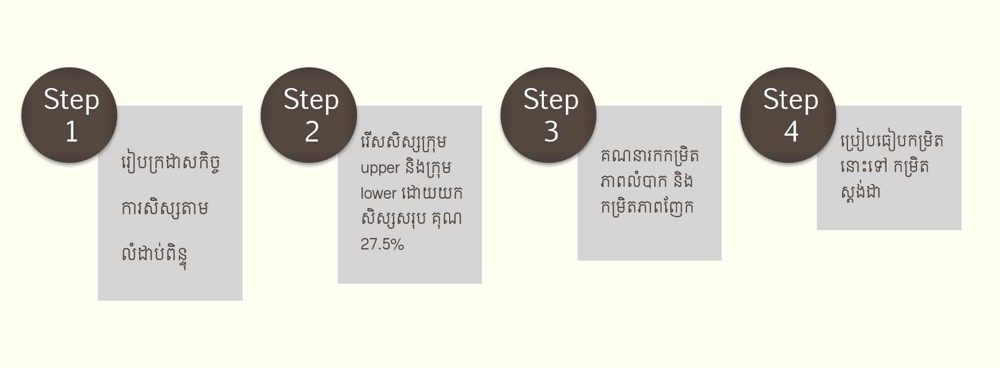 Step
1
រៀបក្រដាសកិច្ច
ការសិស្សតាម
លំដាប់ពិន្ទុ
Step
2
រើសសិស្សក្រុម
upper និងក្រុម
lower ដោយយក
សិស្សសរុប គុណ
27.5%
Step
3
គណនារកកម្រិត
ភាពលំបាក និង
កម្រិតភាពញែក
Step
4
ប្រៀបធៀបកម្រិត
នោះទៅ កម្រិត
ស្តង់ដា